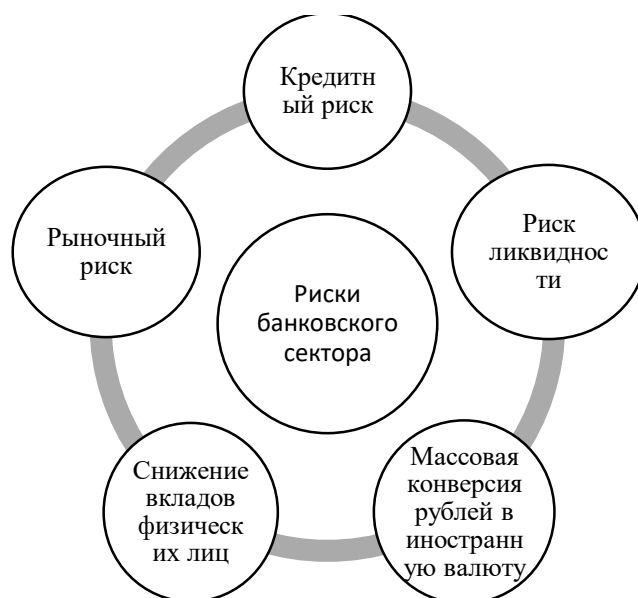 Кредитн
ый риск
Рыночный
риск
Риск
ликвиднос
ти
Риски
банковского
сектора
Снижение
вкладов
физическ
их лиц
Массовая
конверсия
рублей в
иностранн
ую валюту